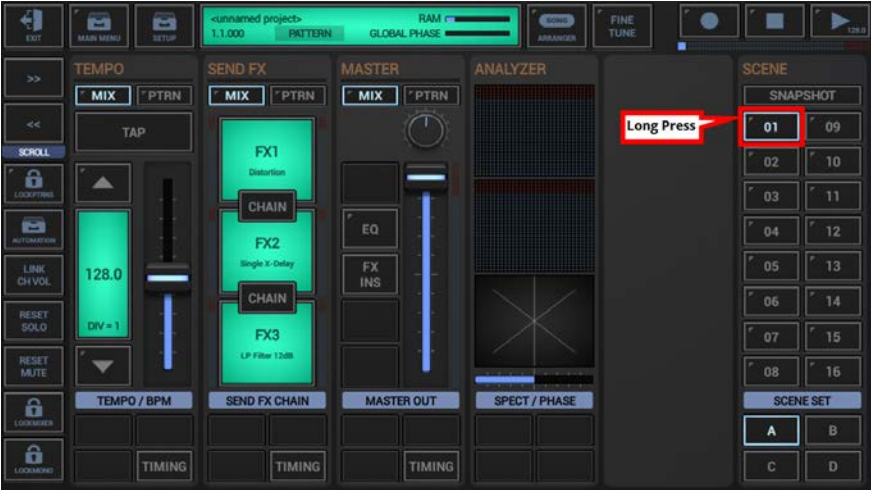 EXIT
MAIN MENU
SETUP
<unnamed project>
RAM
1.1.000
PATTERN
GLOBAL PHASE
SONG
ARRANGER
FINE
TUNE
128.0
>>
<<
SCROLL
LOCKPTRNS
AUTOMATION
LINK
CH VOL
RESET
SOLO
RESET
MUTE
LOCKMIXER
LOCKMONO
TEMPO
MIX
PTRN
TAP
128.0
DIV = 1
TEMPO / BPM
TIMING
SEND FX
MIX
PTRN
FX1
Distortion
CHAIN
FX2
Single X-Delay
CHAIN
FX3
LP Filter 12dB
SEND FX CHAIN
TIMING
MASTER
MIX
PTRN
EQ
FX
INS
MASTER OUT
TIMING
ANALYZER
SPECT / PHASE
Long Press
SCENE
SNAPSHOT
01 09
02 10
03 11
04 12
05 13
06 14
07 15
08 16
SCENE SET
A B
C D